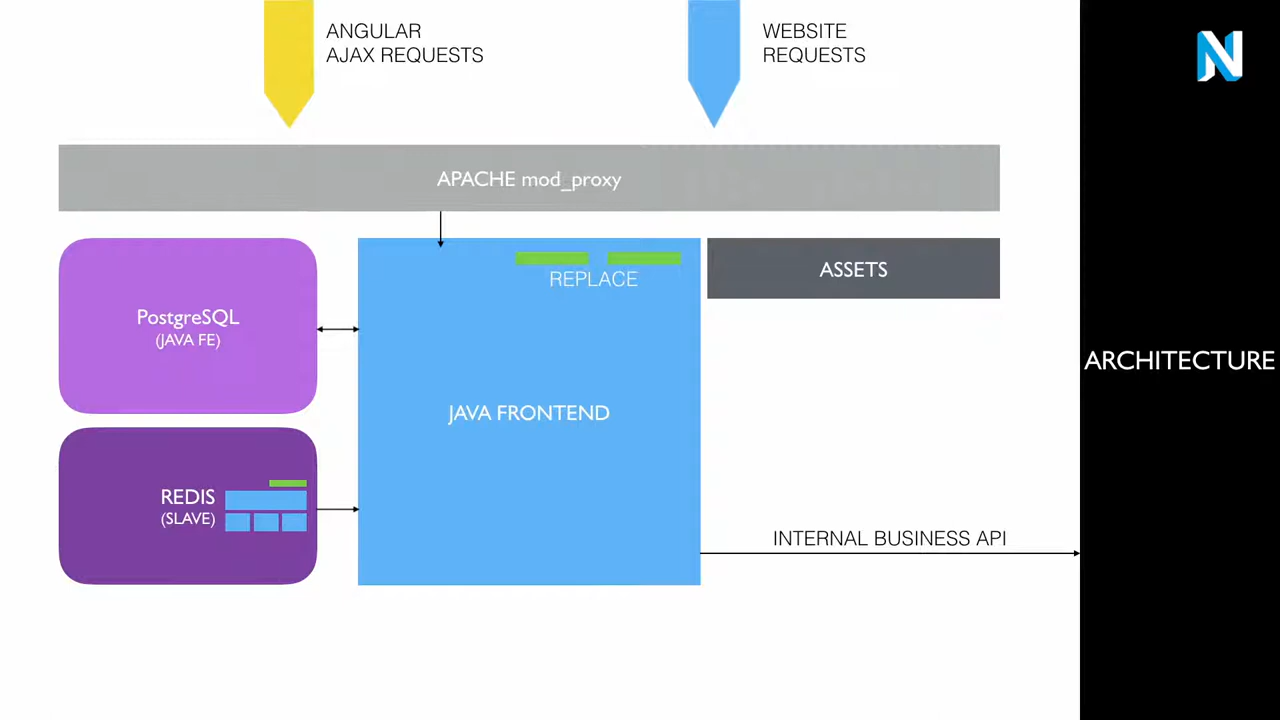 ANGULAR
AJAX REQUESTS
WEBSITE
REQUESTS
APACHE mod_proxy
REPLACE
ASSETS
PostgreSQL
(JAVA FE)
JAVA FRONTEND
REDIS
(SLAVE)
INTERNAL BUSINESS API
ARCHITECTURE